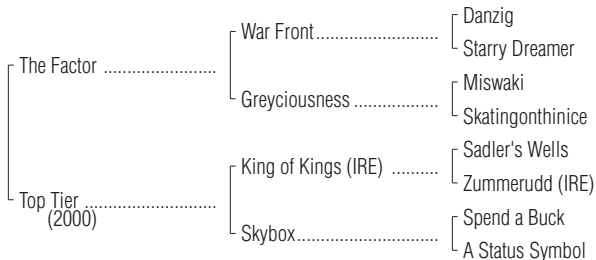 Danzig
War Front..............................
Starry Dreamer
The Factor ........................
Miswaki
Greyciousness ..................
Skatingonthinice
Sadler's Wells
King of Kings (IRE) ..........
Zummerudd (IRE)
Top Tier ............................
(2000)
Spend a Buck
Skybox..................................
A Status Symbol